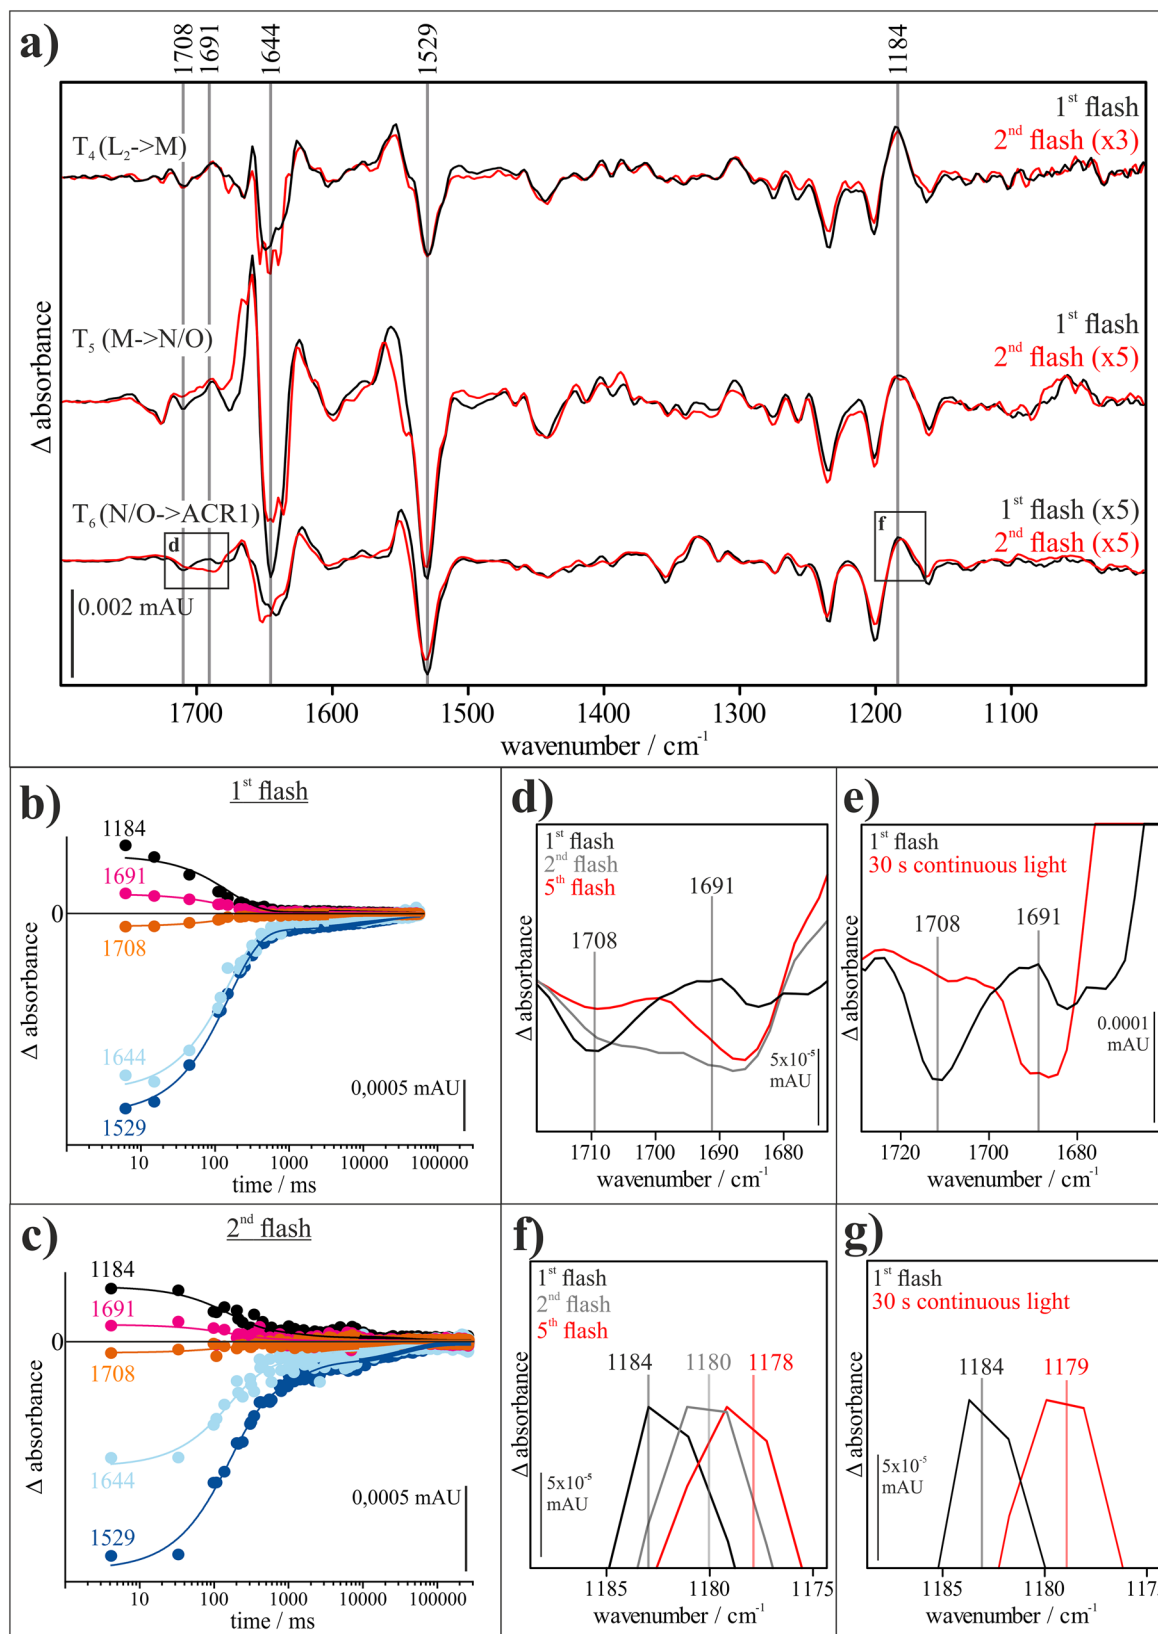 a)
1708
1691
1644
1529
1184
T4 (L2->M)
1st flash
2nd flash (x3)
T5 (M->N/O)
1st flash
2nd flash (x5)
T6 (N/O->ACR1)
1st flash (x5)
2nd flash (x5)
d
f
0.002 mAU
Δ absorbance
1700
1600
1500
1400
1300
1200
1100
wavenumber / cm-1
b)
1st flash
1184
1691
0
1708
1644
1529
0,0005 mAU
Δ absorbance
10
100
1000
10000
100000
time / ms
d)
1st flash
2nd flash
5th flash
1691
1708
5x10-5
mAU
Δ absorbance
1710
1700
1690
1680
wavenumber / cm-1
e)
1st flash
30 s continuous light
1708
1691
0.0001
mAU
Δ absorbance
1720
1700
1680
wavenumber / cm-1
c)
2nd flash
1184
1691
0
1708
1644
1529
0,0005 mAU
Δ absorbance
10
100
1000
10000
100000
time / ms
f)
1st flash
2nd flash
5th flash
1184
1180
1178
5x10-5
mAU
Δ absorbance
1185
1180
1175
wavenumber / cm-1
g)
1st flash
30 s continuous light
1184
1179
5x10-5
mAU
Δ absorbance
1185
1180
wavenumber / cm-1